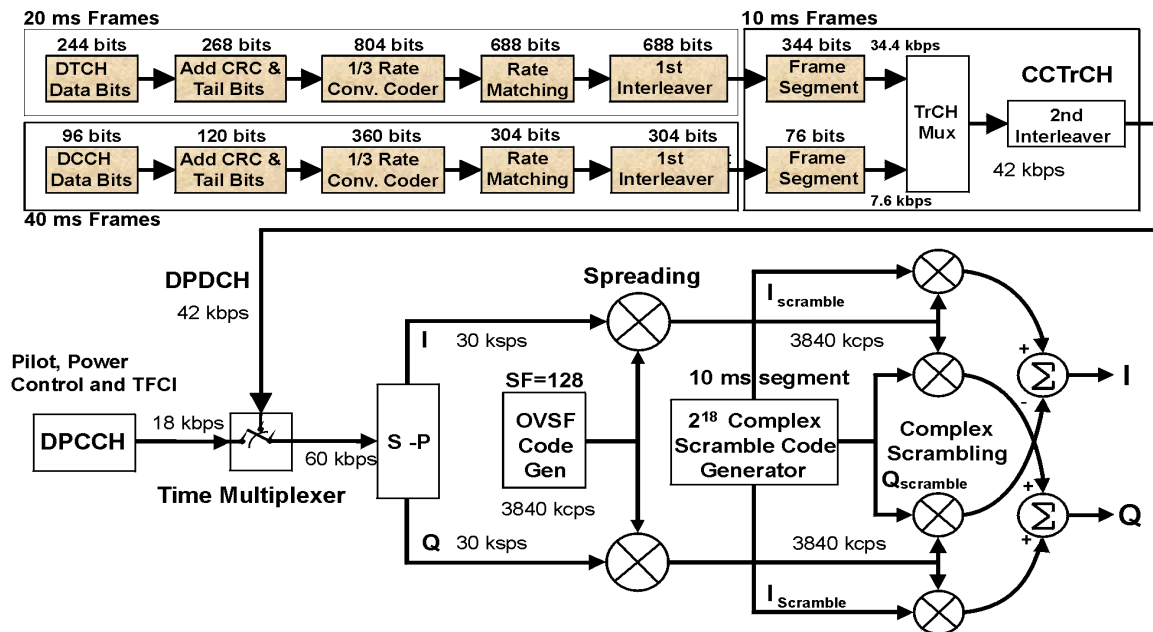 20 ms Frames
10 ms Frames
244 bits
268 bits
804 bits
688 bits
688 bits
344 bits
34.4 kbps
DTCH
Data Bits
Add CRC &
Tail Bits
1/3 Rate
Conv. Coder
Rate
Matching
1st
Interleaver
Frame
Segment
CCTrCH
TrCH
Mux
2nd
Interleaver
42 kbps
96 bits
120 bits
360 bits
304 bits
304 bits
76 bits
DCCH
Data Bits
Add CRC &
Tail Bits
1/3 Rate
Conv. Coder
Rate
Matching
1st
Interleaver
Frame
Segment
7.6 kbps
40 ms Frames
DPDCH
42 kbps
Spreading
I scramble
I
30 ksps
3840 kcps
Pilot, Power
Control and TFCI
DPCCH
18 kbps
60 kbps
Time Multiplexer
S -P
SF=128
OVSF
Code
Gen
3840 kcps
10 ms segment
2^18 Complex
Scramble Code
Generator
Complex
Scrambling
Qscramble
+
Σ
-
I
+
Σ
+
Q
Q
30 ksps
3840 kcps
I Scramble